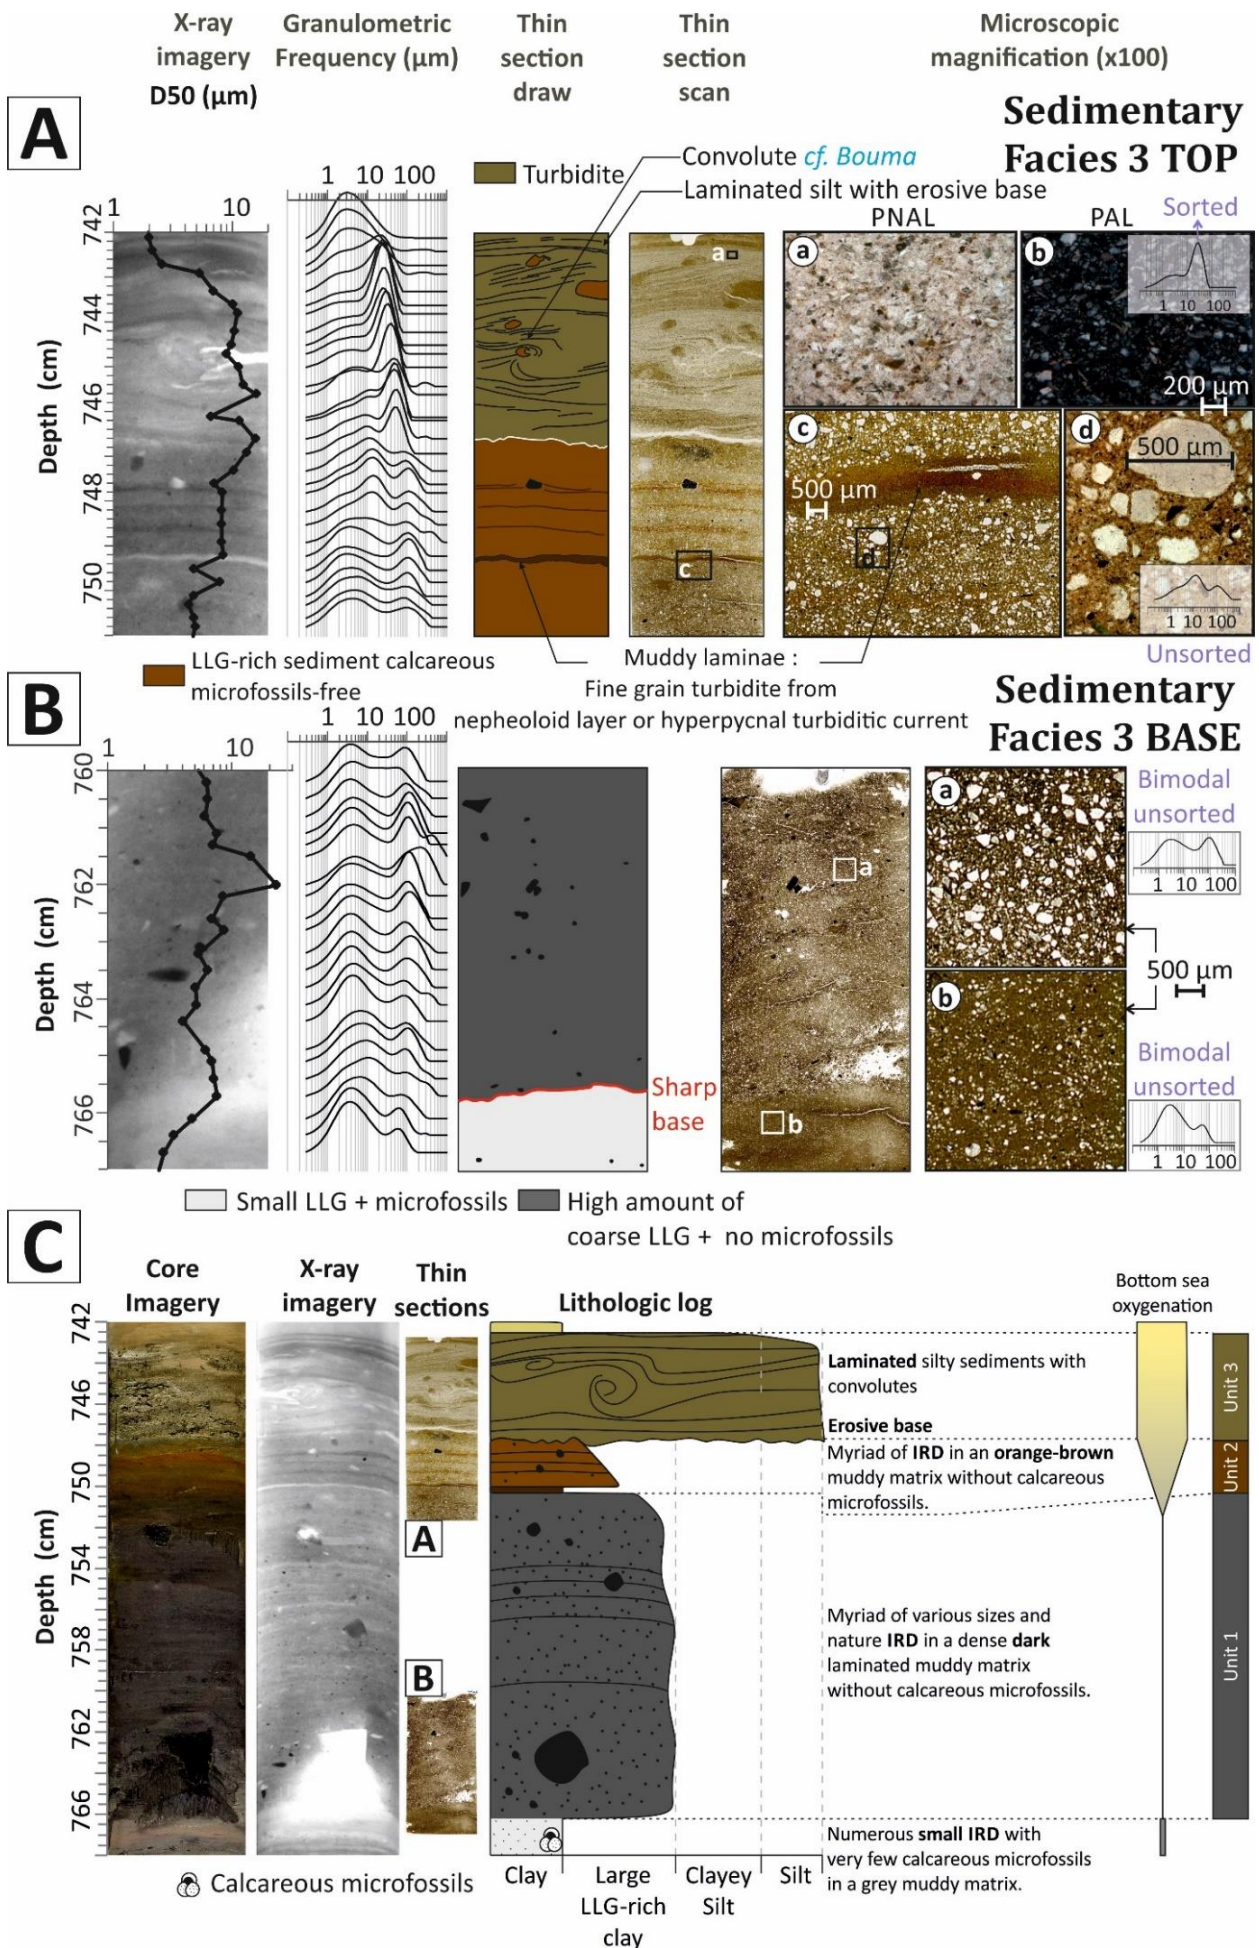 X-ray
imagery
D50 (µm)
Granulometric
Frequency (µm)
Thin
section
draw
Thin
section
scan
Microscopic
magnification (x100)
A
Sedimentary
Facies 3 TOP
1 10 100
Turbidite
Convolute cf. Bouma
Laminated silt with erosive base
PNAL
PAL
Sorted
1 10
742
744
746
748
750
Depth (cm)
a
a
b
1 10 100
200 µm
c
500 µm
d
c
d
500 µm
1 10 100
Unsorted
LLG-rich sediment calcareous
microfossils-free
Muddy laminae :
Fine grain turbidite from
nepheoloid layer or hyperpycnal turbiditic current
B
Sedimentary
Facies 3 BASE
1 10
1 10 100
760
762
764
766
Depth (cm)
Sharp
base
a
b
a
Bimodal
unsorted
1 10 100
500 µm
b
Bimodal
unsorted
1 10 100
Small LLG + microfossils
High amount of
coarse LLG + no microfossils
C
Core
Imagery
X-ray
imagery
Thin
sections
Lithologic log
Bottom sea
oxygenation
742
746
750
754
758
762
766
Depth (cm)
A
B
Laminated silty sediments with
convolutes
Erosive base
Unit 3
Myriad of IRD in an orange-brown
muddy matrix without calcareous
microfossils.
Unit 2
Myriad of various sizes and
nature IRD in a dense dark
laminated muddy matrix
without calcareous microfossils.
Unit 1
Numerous small IRD with
very few calcareous microfossils
in a grey muddy matrix.
Calcareous microfossils
Clay
Large
LLG-rich
clay
Clayey
Silt
Silt